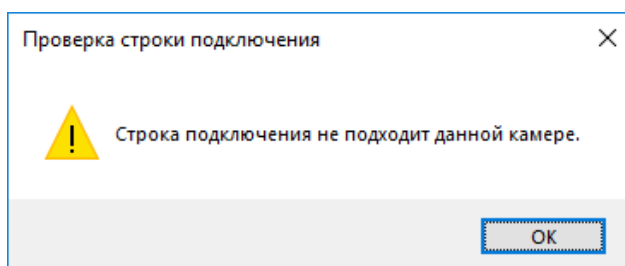 Проверка строки подключения
Строка подключения не подходит данной камере.
OK